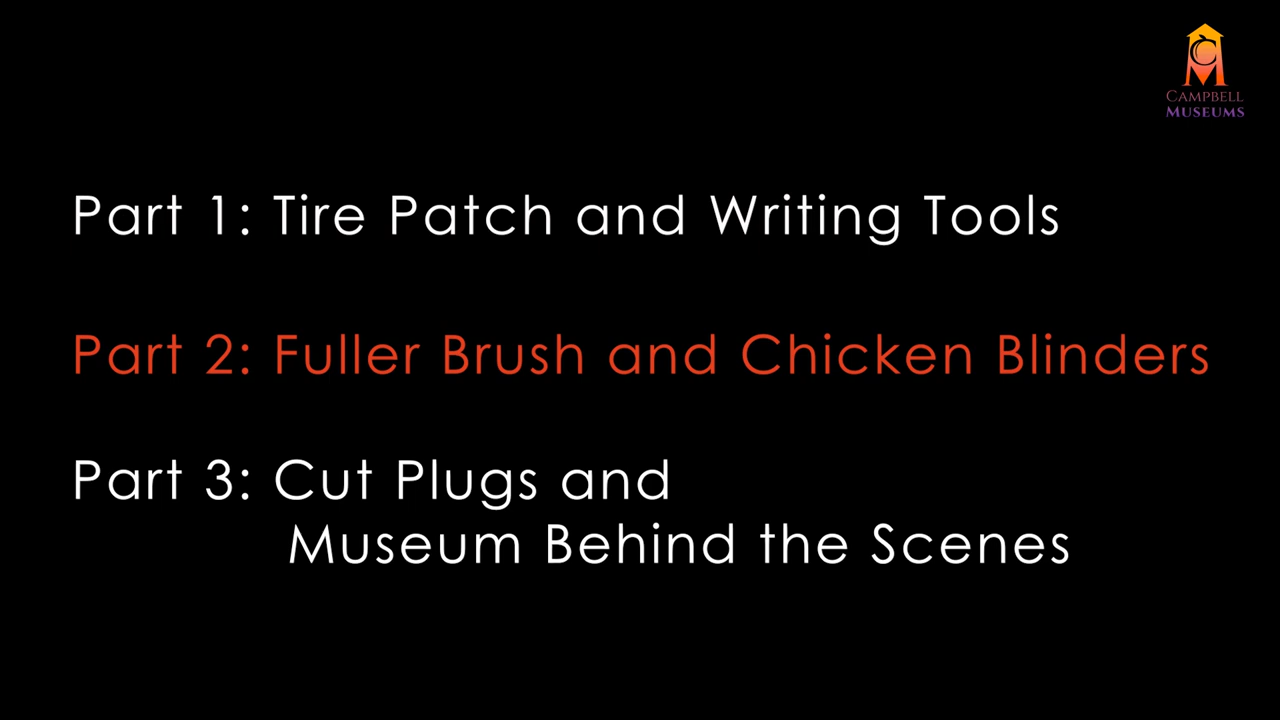 CAMPBELL
MUSEUMS
Part 1: Tire Patch and Writing Tools
Part 2: Fuller Brush and Chicken Blinders
Part 3: Cut Plugs and
Museum Behind the Scenes